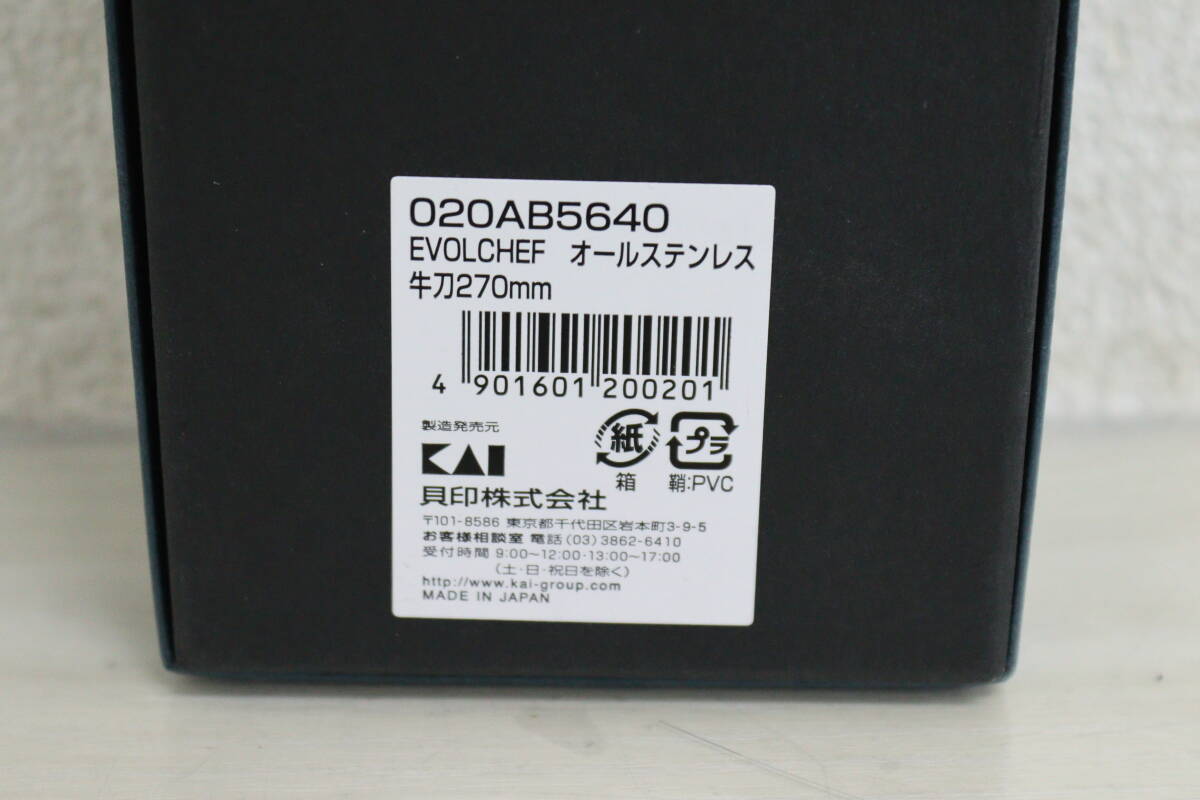 020AB5640
EVOLCHEF　オールステンレス
牛刀270mm
4 901601 200201
製造発売元
紙 プラ
箱 鞘:PVC
KAI
貝印株式会社
〒101-8586 東京都千代田区岩本町3-9-5
お客様相談室 電話(03)3862-6410
受付時間 9:00〜12:00・13:00〜17:00
(土・日・祝日を除く)
http://www.kai-group.com
MADE IN JAPAN